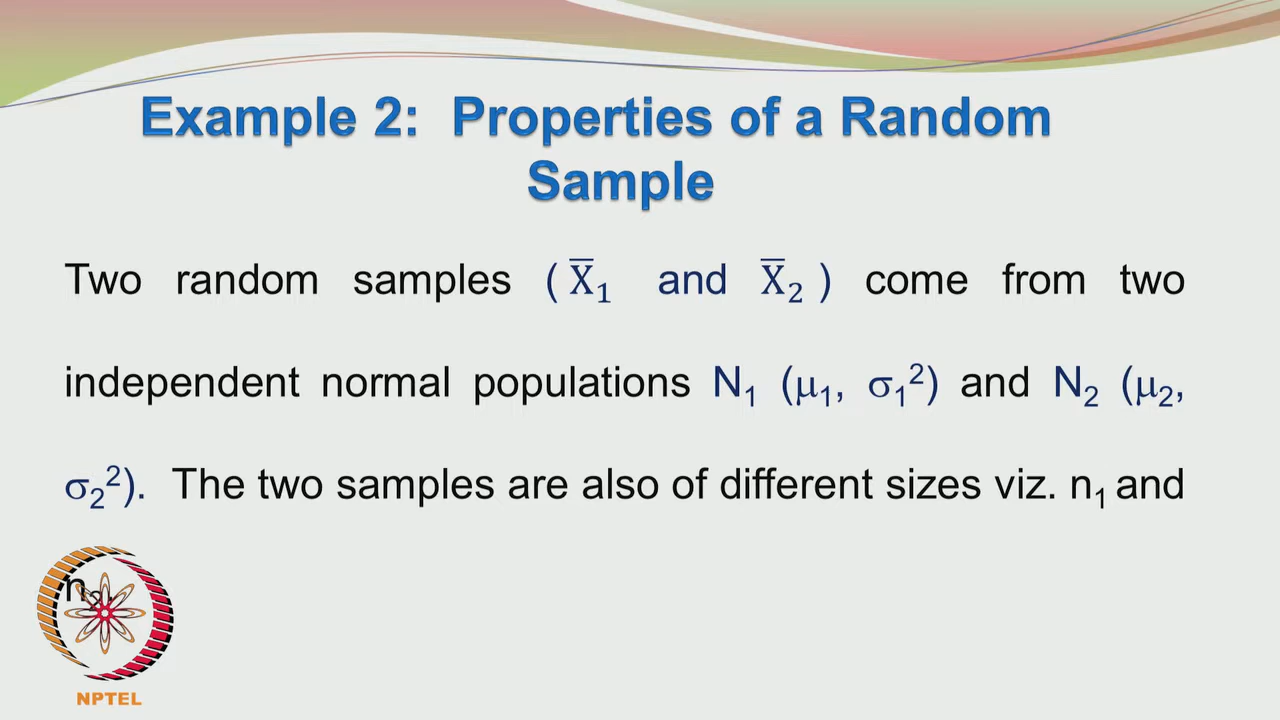 Example 2: Properties of a Random
Sample
Two random samples ( X̅₁ and X̅₂ ) come from two
independent normal populations N₁ (μ₁, σ₁²) and N₂ (μ₂,
σ₂²). The two samples are also of different sizes viz. n₁ and
n₂.
NPTEL